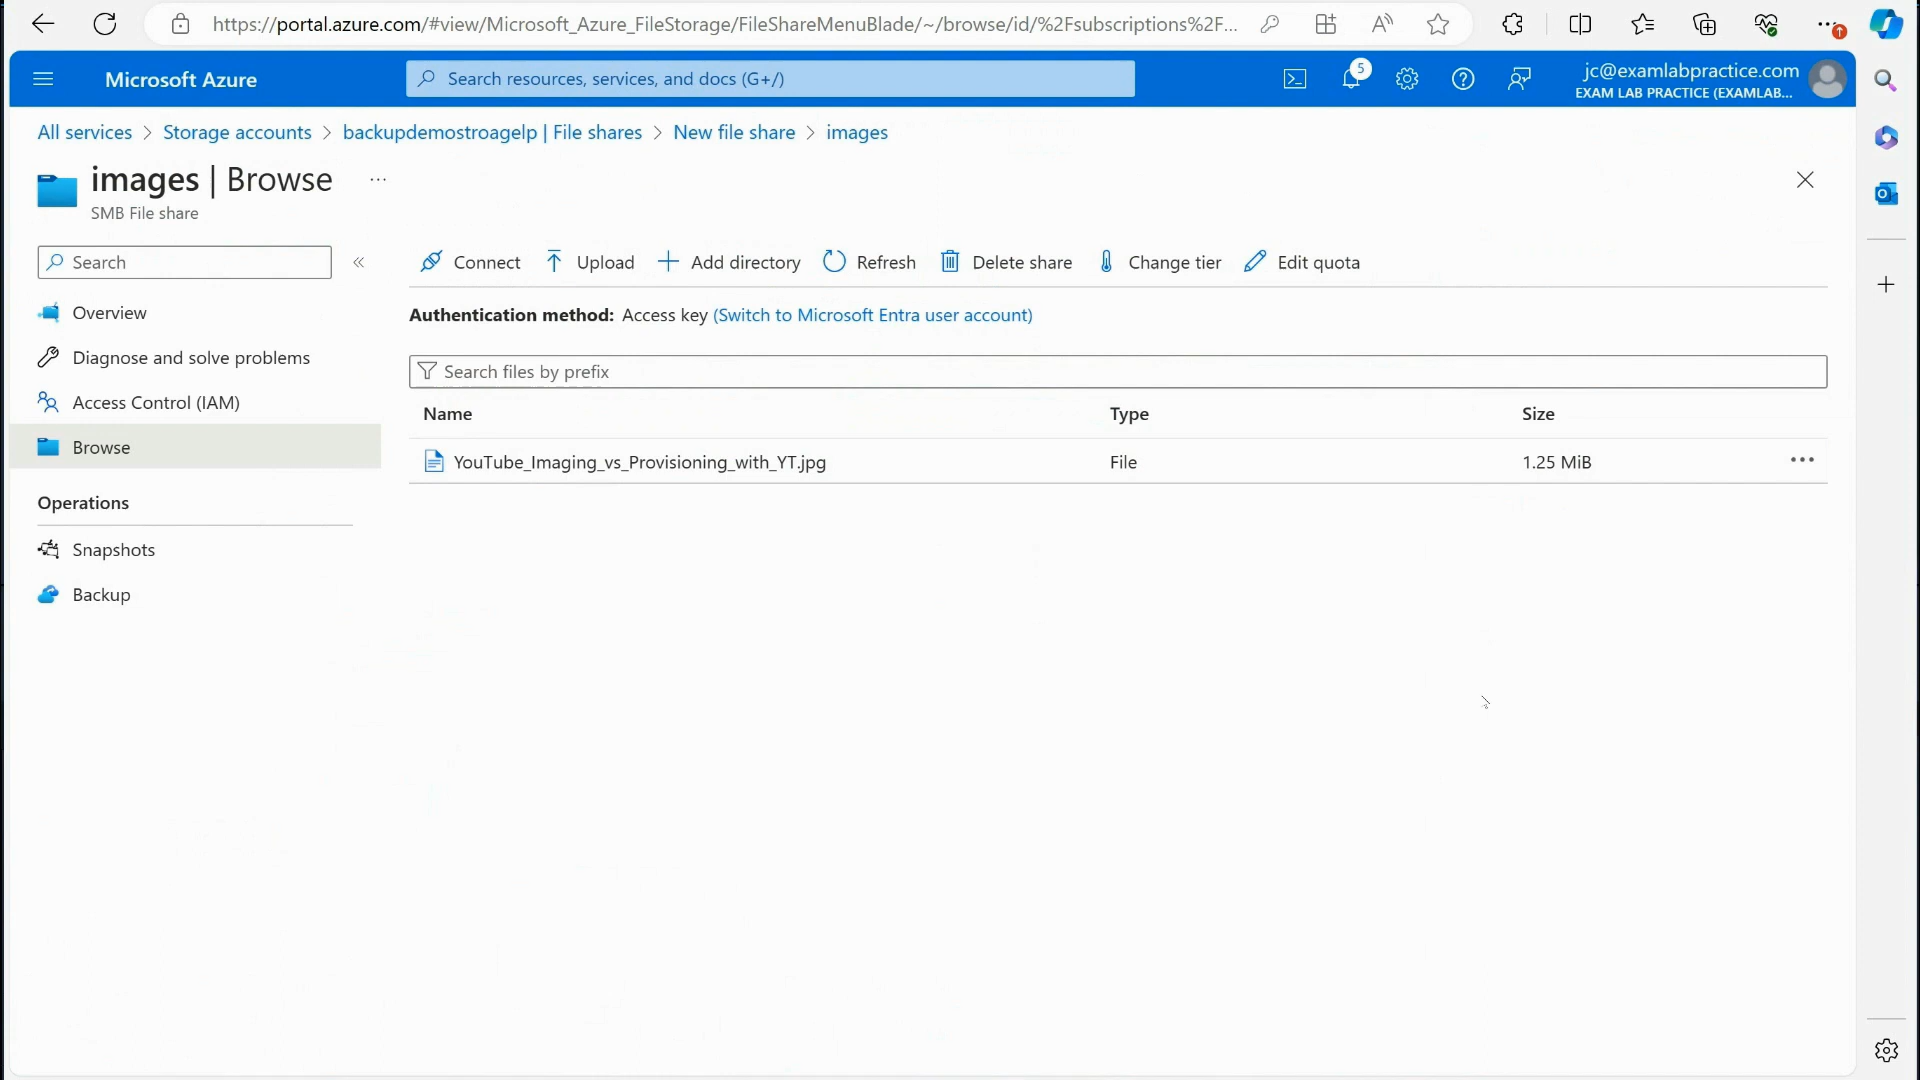 https://portal.azure.com/#view/Microsoft_Azure_FileStorage/FileShareMenuBlade/~/browse/id/%2Fsubscriptions%2F...
Microsoft Azure
Search resources, services, and docs (G+/)
5
jc@examlabpractice.com
EXAM LAB PRACTICE (EXAMLAB...
All services > Storage accounts > backupdemostroagelp | File shares > New file share > images
images | Browse ...
SMB File share
Search
«
Connect Upload Add directory Refresh Delete share Change tier Edit quota
Overview
Diagnose and solve problems
Access Control (IAM)
Browse
Operations
Snapshots
Backup
Authentication method: Access key (Switch to Microsoft Entra user account)
Search files by prefix
Name Type Size
YouTube_Imaging_vs_Provisioning_with_YT.jpg File 1.25 MiB ...